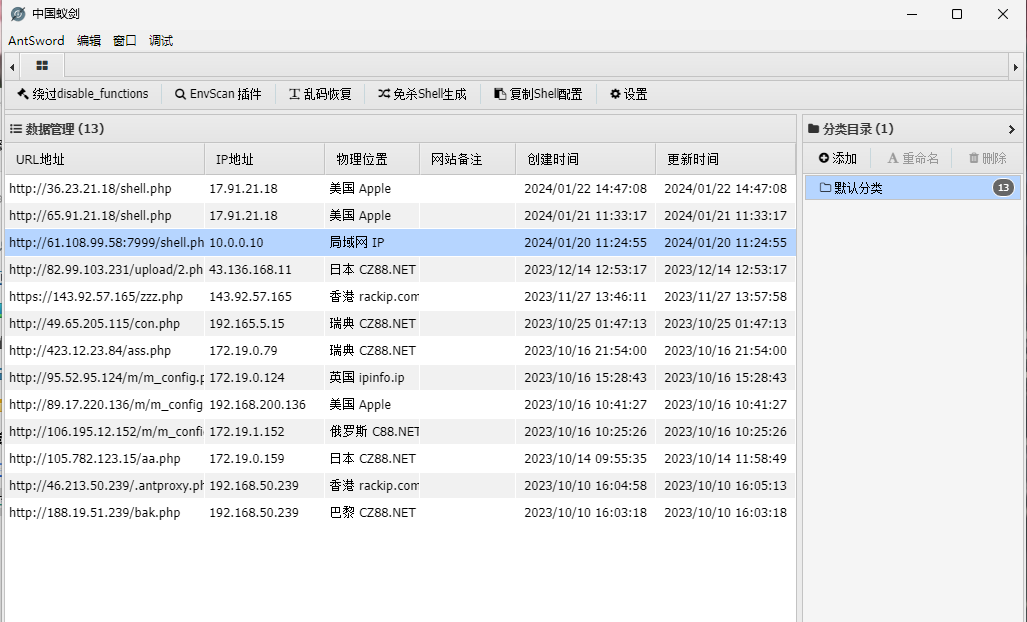 中国蚁剑
AntSword 编辑 窗口 调试
绕过disable_functions EnvScan 插件 乱码恢复 免杀Shell生成 复制Shell配置 设置
数据管理 (13) 分类目录 (1)
URL地址 IP地址 物理位置 网站备注 创建时间 更新时间 添加 重命名 删除
http://36.23.21.18/shell.php 17.91.21.18 美国 Apple 2024/01/22 14:47:08 2024/01/22 14:47:08 默认分类 13
http://65.91.21.18/shell.php 17.91.21.18 美国 Apple 2024/01/21 11:33:17 2024/01/21 11:33:17
http://61.108.99.58:7999/shell.ph 10.0.0.10 局域网 IP 2024/01/20 11:24:55 2024/01/20 11:24:55
http://82.99.103.231/upload/2.ph 43.136.168.11 日本 CZ88.NET 2023/12/14 12:53:17 2023/12/14 12:53:17
https://143.92.57.165/zzz.php 143.92.57.165 香港 rackip.com 2023/11/27 13:46:11 2023/11/27 13:57:58
http://49.65.205.115/con.php 192.165.5.15 瑞典 CZ88.NET 2023/10/25 01:47:13 2023/10/25 01:47:13
http://423.12.23.84/ass.php 172.19.0.79 瑞典 CZ88.NET 2023/10/16 21:54:00 2023/10/16 21:54:00
http://95.52.95.124/m/m_config.p 172.19.0.124 英国 ipinfo.ip 2023/10/16 15:28:43 2023/10/16 15:28:43
http://89.17.220.136/m/m_config 192.168.200.136 美国 Apple 2023/10/16 10:41:27 2023/10/16 10:41:27
http://106.195.12.152/m/m_confi 172.19.1.152 俄罗斯 C88.NET 2023/10/16 10:25:26 2023/10/16 10:25:26
http://105.782.123.15/aa.php 172.19.0.159 日本 CZ88.NET 2023/10/14 09:55:35 2023/10/14 11:58:49
http://46.213.50.239/.antproxy.ph 192.168.50.239 香港 rackip.com 2023/10/10 16:04:58 2023/10/10 16:05:13
http://188.19.51.239/bak.php 192.168.50.239 巴黎 CZ88.NET 2023/10/10 16:03:18 2023/10/10 16:03:18